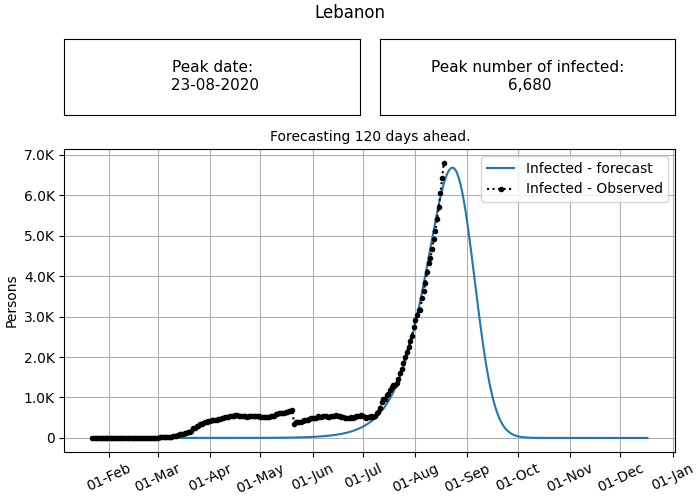 Lebanon
Peak date:
23-08-2020
Peak number of infected:
6,680
Forecasting 120 days ahead.
7.0K
6.0K
5.0K
4.0K
3.0K
2.0K
1.0K
0
Persons
Infected - forecast
Infected - Observed
01-Feb
01-Mar
01-Apr
01-May
01-Jun
01-Jul
01-Aug
01-Sep
01-Oct
01-Nov
01-Dec
01-Jan